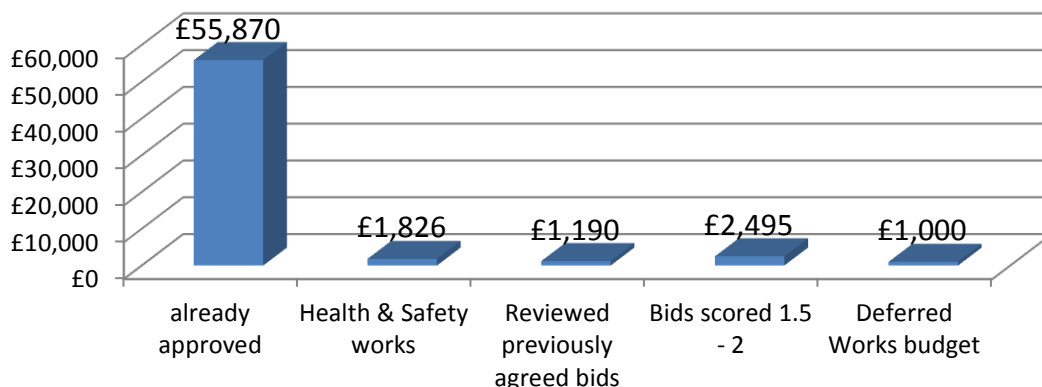 £60,000
£50,000
£40,000
£30,000
£20,000
£10,000
£0
£55,870
£1,826
£1,190
£2,495
£1,000
already
approved
Health & Safety
works
Reviewed
previously
agreed bids
Bids scored 1.5
- 2
Deferred
Works budget